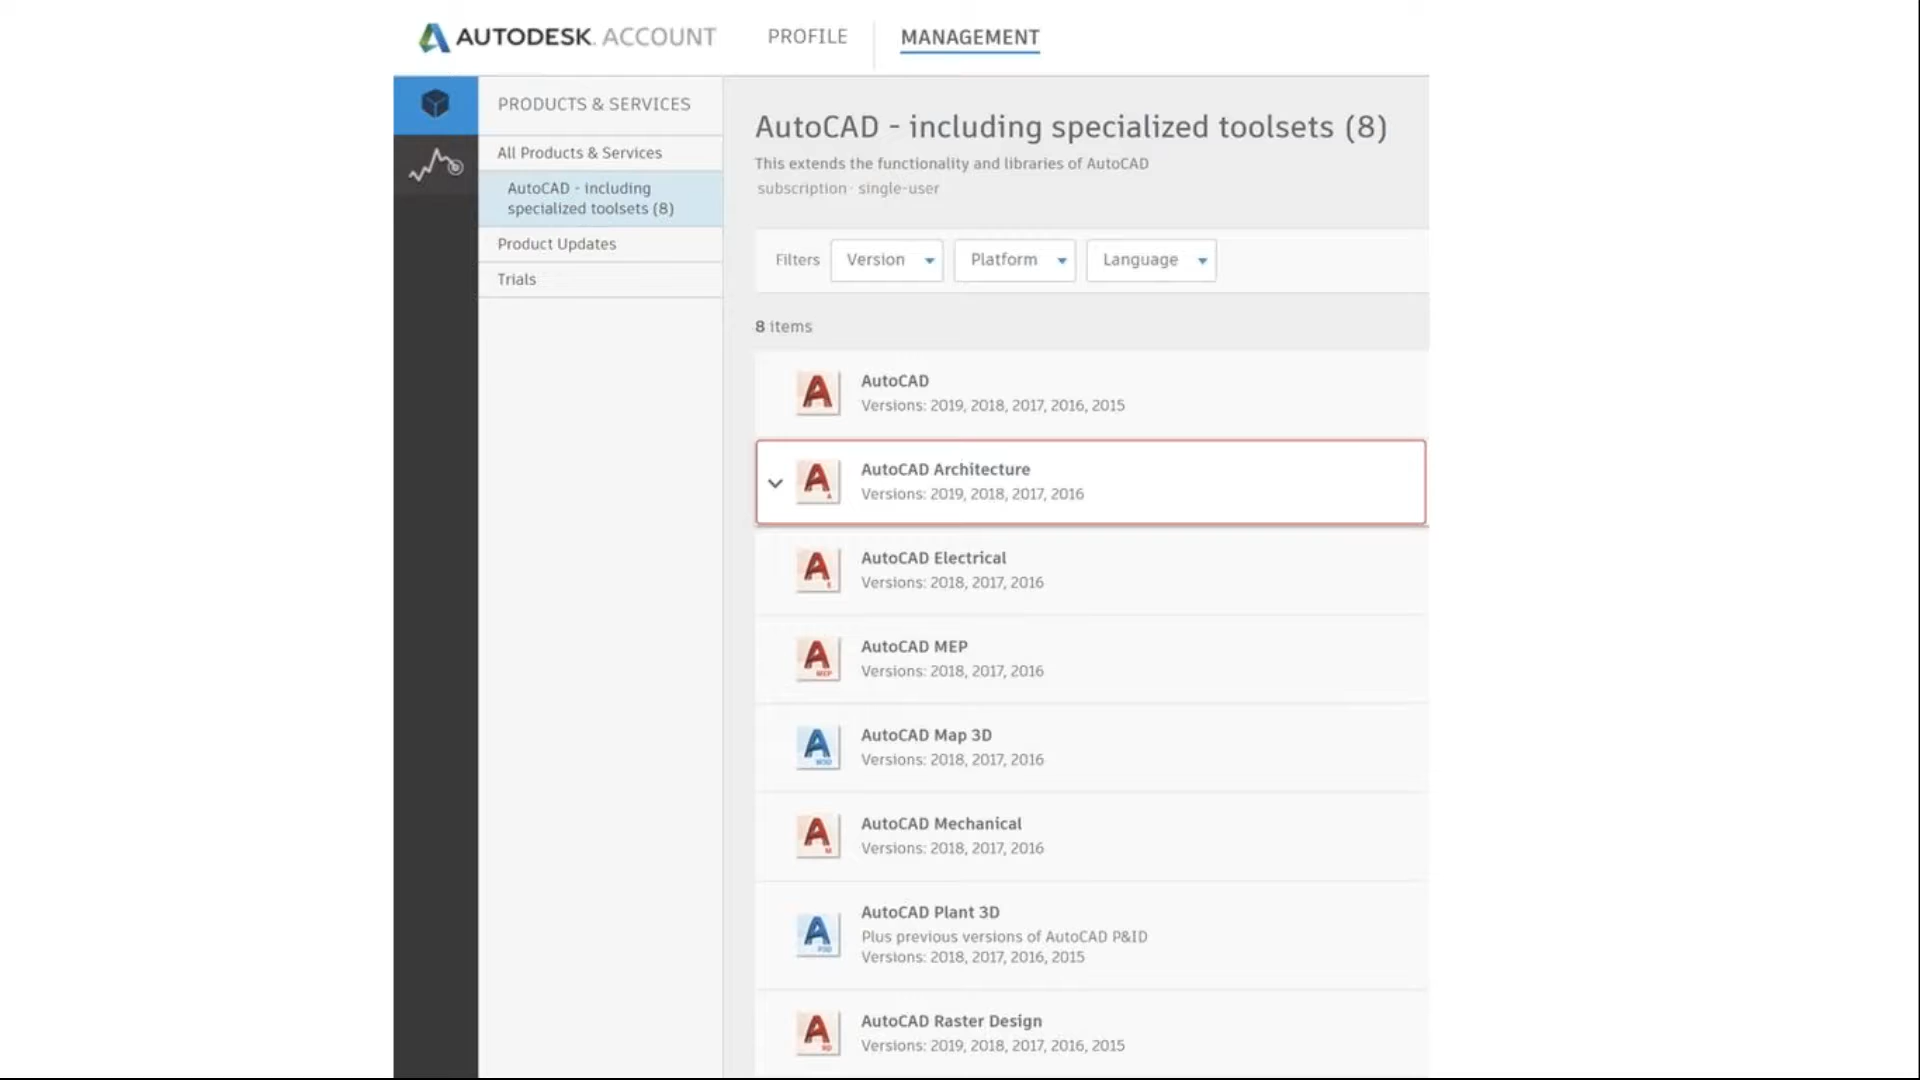 AUTODESK. ACCOUNT
PROFILE
MANAGEMENT
PRODUCTS & SERVICES
All Products & Services
AutoCAD - including
specialized toolsets (8)
Product Updates
Trials
AutoCAD - including specialized toolsets (8)
This extends the functionality and libraries of AutoCAD
subscription · single-user
Filters
Version
Platform
Language
8 items
AutoCAD
Versions: 2019, 2018, 2017, 2016, 2015
AutoCAD Architecture
Versions: 2019, 2018, 2017, 2016
AutoCAD Electrical
Versions: 2018, 2017, 2016
MEP
AutoCAD MEP
Versions: 2018, 2017, 2016
AutoCAD Map 3D
Versions: 2018, 2017, 2016
AutoCAD Mechanical
Versions: 2018, 2017, 2016
AutoCAD Plant 3D
Plus previous versions of AutoCAD P&ID
Versions: 2018, 2017, 2016, 2015
AutoCAD Raster Design
Versions: 2019, 2018, 2017, 2016, 2015